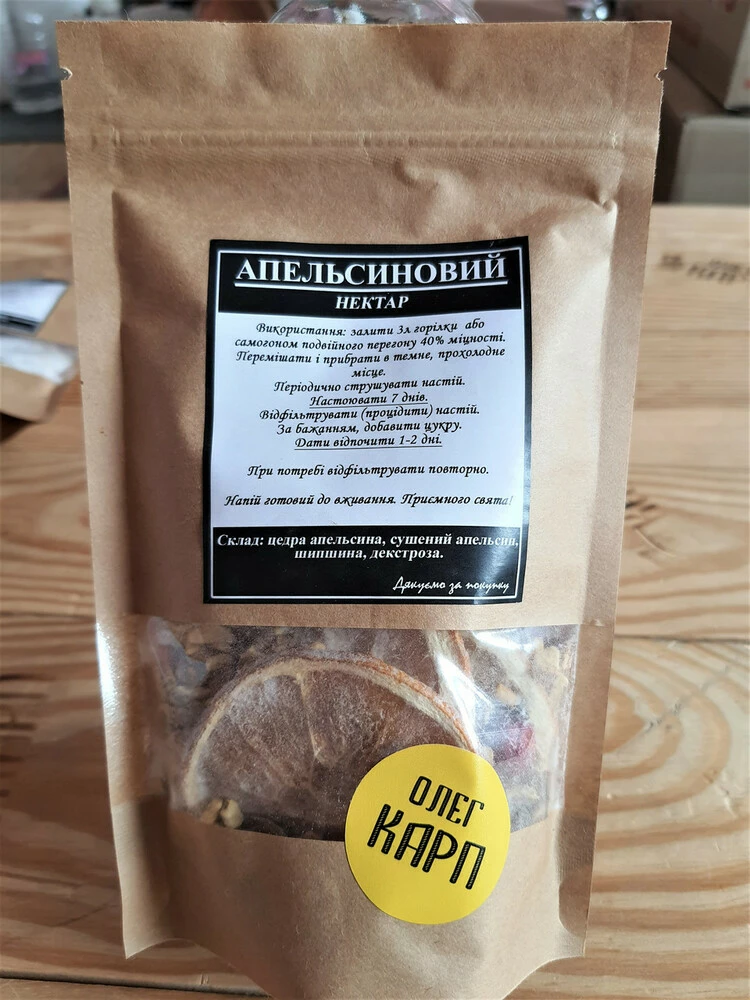 АПЕЛЬСИНОВИЙ
НЕКТАР
Використання: залити 3л горілки або
самогоном подвійного перегону 40% міцності.
Перемішати і прибрати в темне, прохолодне
місце.
Періодично струшувати настій.
Настоювати 7 днів.
Відфільтрувати (процідити) настій.
За бажанням, добавити цукру.
Дати відпочити 1-2 дні.
При потребі відфільтрувати повторно.
Напій готовий до вживання. Приємного свята!
Склад: цедра апельсина, сушений апельсин,
шипшина, декстроза.
Дякуємо за покупку
ОЛЕГ
КАРП